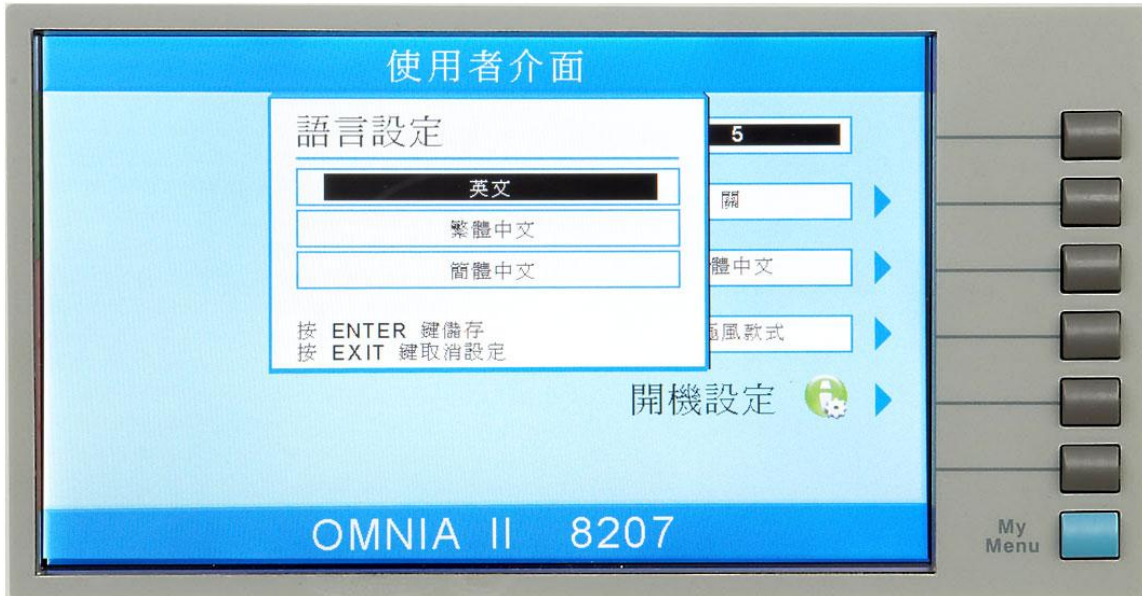 使用者介面
語言設定
英文
繁體中文
簡體中文
按 ENTER 鍵儲存
按 EXIT 鍵取消設定
5
關
體中文
風款式
開機設定
OMNIA II 8207
My
Menu